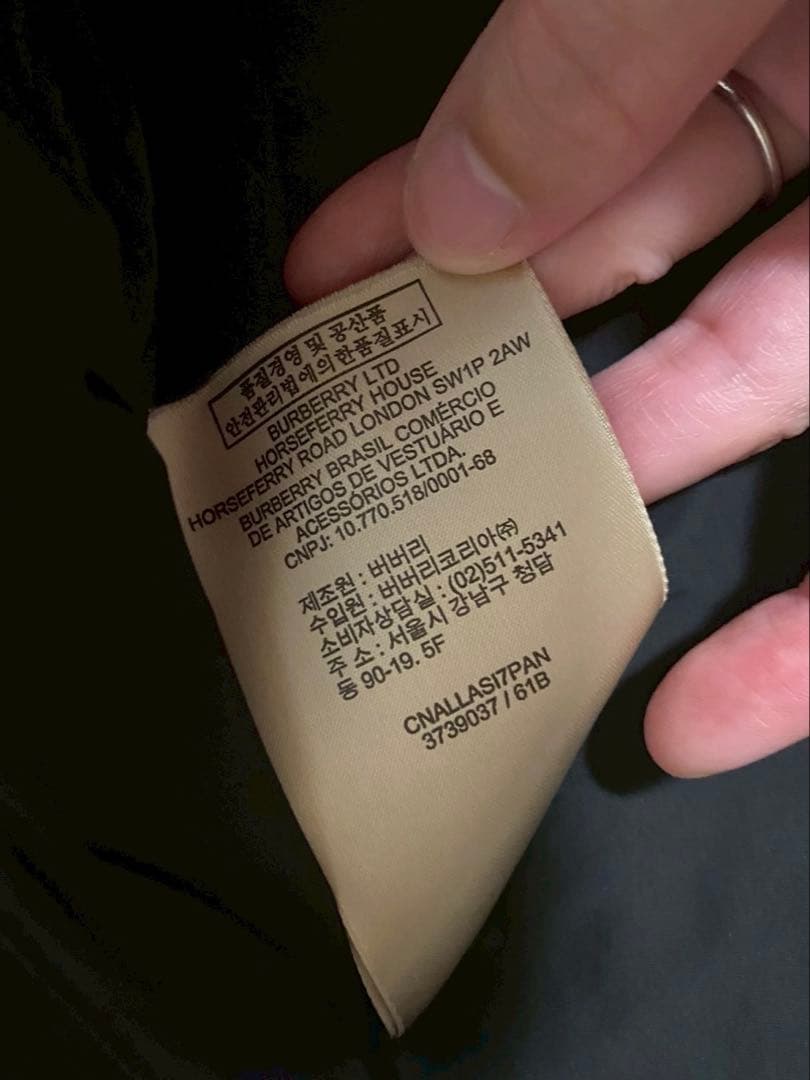 품질경영 및 공산품
안전관리법에의한품질표시
BURBERRY LTD
HORSEFERRY HOUSE
HORSEFERRY ROAD LONDON SW1P 2AW
BURBERRY BRASIL COMÉRCIO
DE ARTIGOS DE VESTUÁRIO E
ACESSÓRIOS LTDA.
CNPJ: 10.770.518/0001-68
제조원 : 버버리
수입원 : 버버리코리아㈜
소비자상담실 : (02)511-5341
주 소 : 서울시 강남구 청담
동 90-19. 5F
CNALLASI7PAN
3739037 / 61B